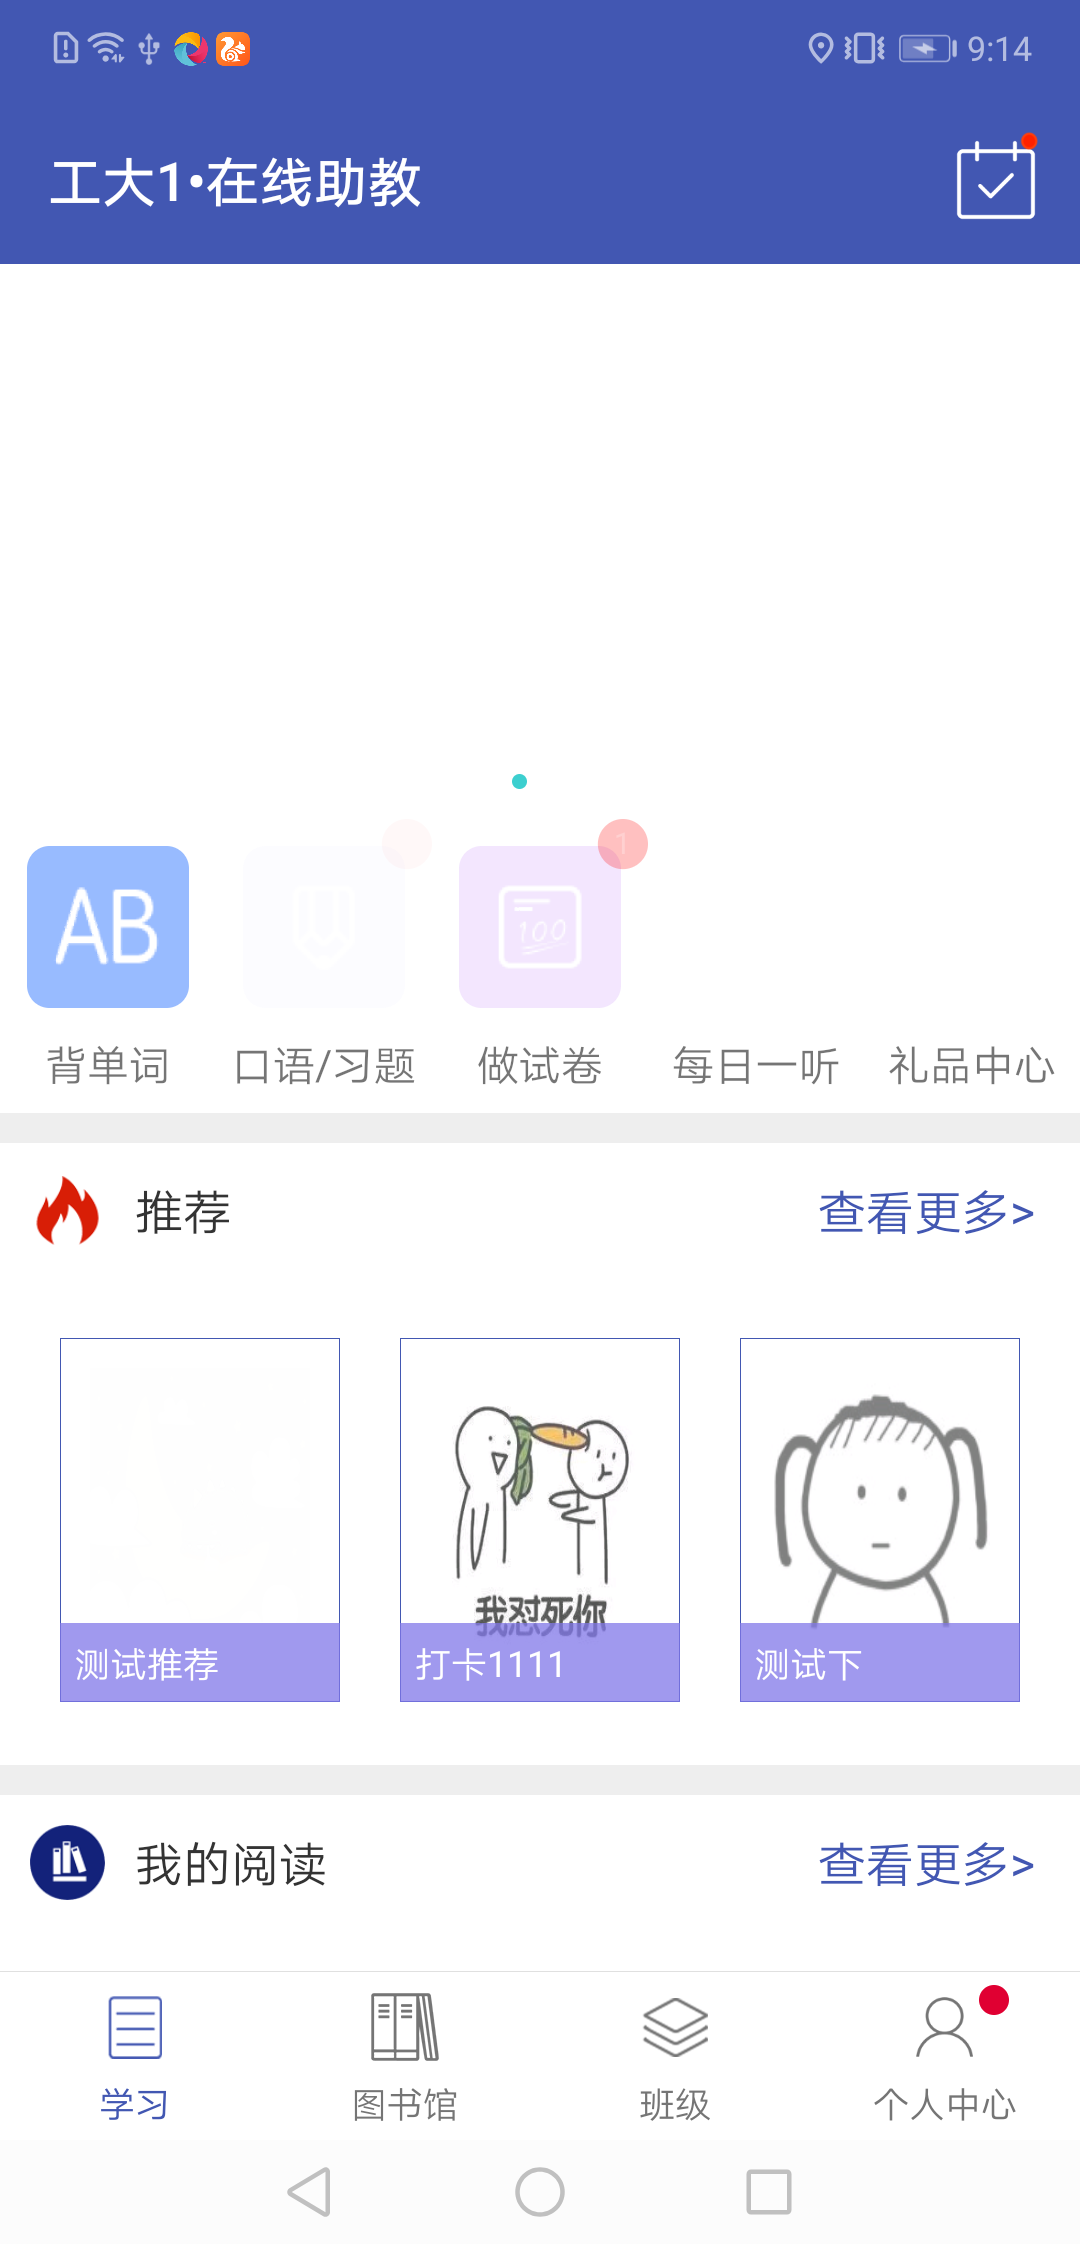 9:14
工大1•在线助教
AB
100
1
背单词
口语/习题
做试卷
每日一听
礼品中心
推荐
查看更多>
我怼死你
测试推荐
打卡1111
测试下
我的阅读
查看更多>
学习
图书馆
班级
个人中心